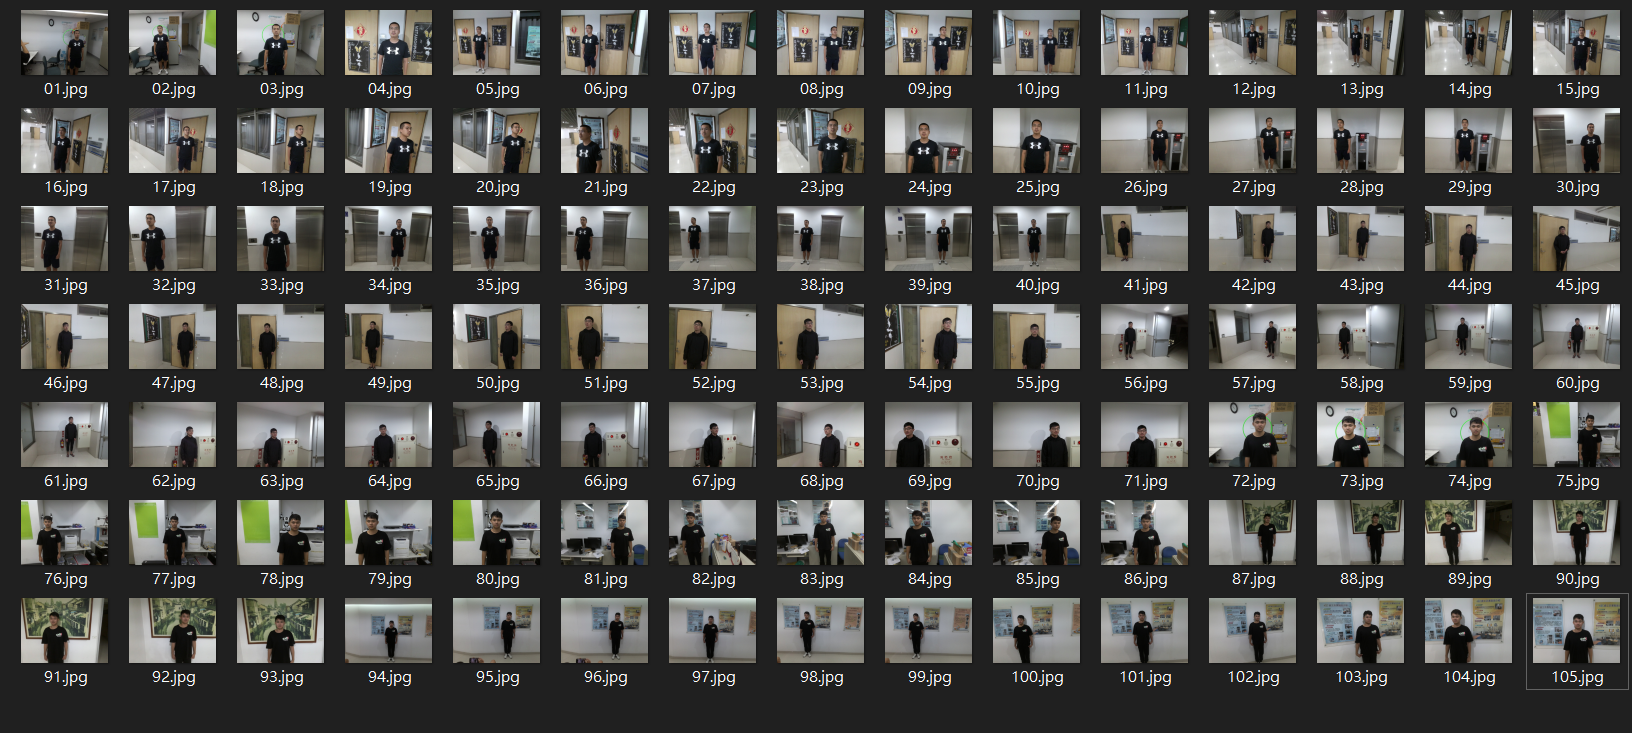 01.jpg 02.jpg 03.jpg 04.jpg 05.jpg 06.jpg 07.jpg 08.jpg 09.jpg 10.jpg 11.jpg 12.jpg 13.jpg 14.jpg 15.jpg
16.jpg 17.jpg 18.jpg 19.jpg 20.jpg 21.jpg 22.jpg 23.jpg 24.jpg 25.jpg 26.jpg 27.jpg 28.jpg 29.jpg 30.jpg
31.jpg 32.jpg 33.jpg 34.jpg 35.jpg 36.jpg 37.jpg 38.jpg 39.jpg 40.jpg 41.jpg 42.jpg 43.jpg 44.jpg 45.jpg
46.jpg 47.jpg 48.jpg 49.jpg 50.jpg 51.jpg 52.jpg 53.jpg 54.jpg 55.jpg 56.jpg 57.jpg 58.jpg 59.jpg 60.jpg
61.jpg 62.jpg 63.jpg 64.jpg 65.jpg 66.jpg 67.jpg 68.jpg 69.jpg 70.jpg 71.jpg 72.jpg 73.jpg 74.jpg 75.jpg
76.jpg 77.jpg 78.jpg 79.jpg 80.jpg 81.jpg 82.jpg 83.jpg 84.jpg 85.jpg 86.jpg 87.jpg 88.jpg 89.jpg 90.jpg
91.jpg 92.jpg 93.jpg 94.jpg 95.jpg 96.jpg 97.jpg 98.jpg 99.jpg 100.jpg 101.jpg 102.jpg 103.jpg 104.jpg 105.jpg